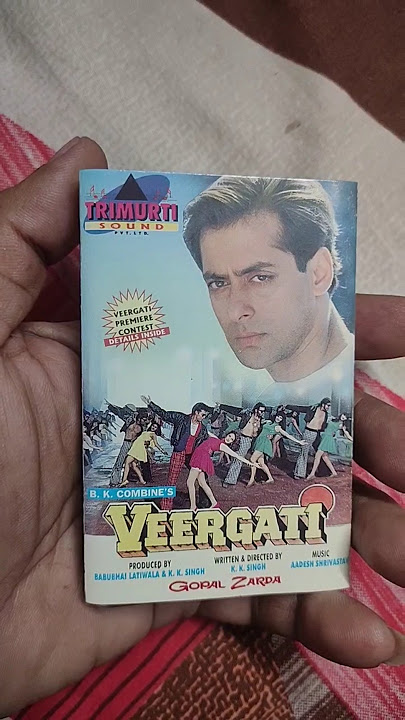 TRIMURTI
SOUND
PVT. LTD.
VEERGATI
PREMIERE
CONTEST
DETAILS INSIDE
B. K. COMBINE'S
VEERGATI
PRODUCED BY
BABUBHAI LATIWALA & K. K. SINGH
WRITTEN & DIRECTED BY
K. K. SINGH
MUSIC
AADESH SHRIVASTAV
GOPAL ZARDA